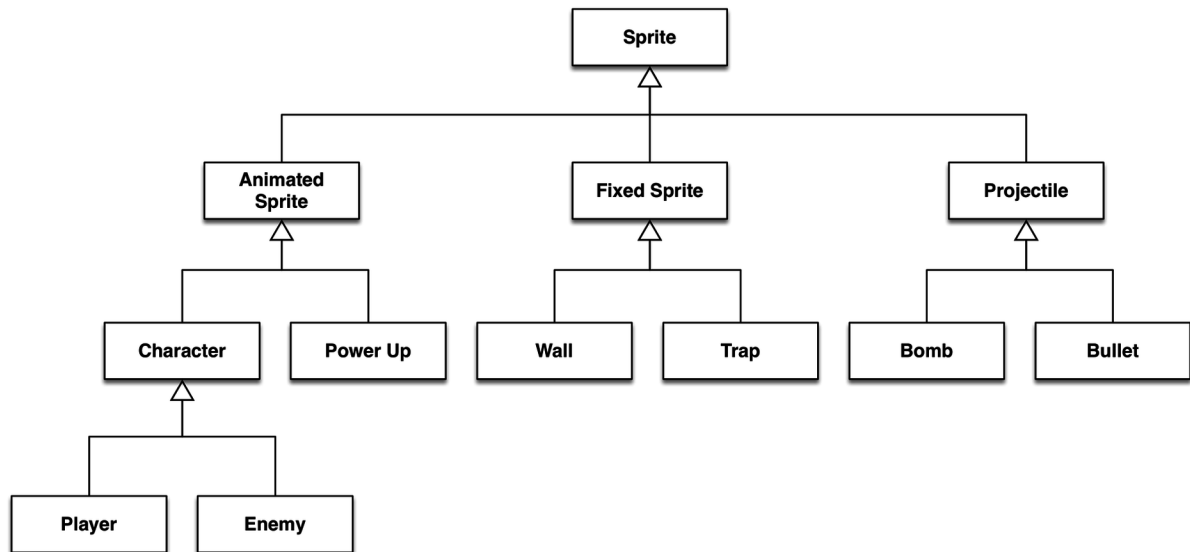 Sprite
Animated
Sprite
Fixed Sprite
Projectile
Character
Power Up
Wall
Trap
Bomb
Bullet
Player
Enemy